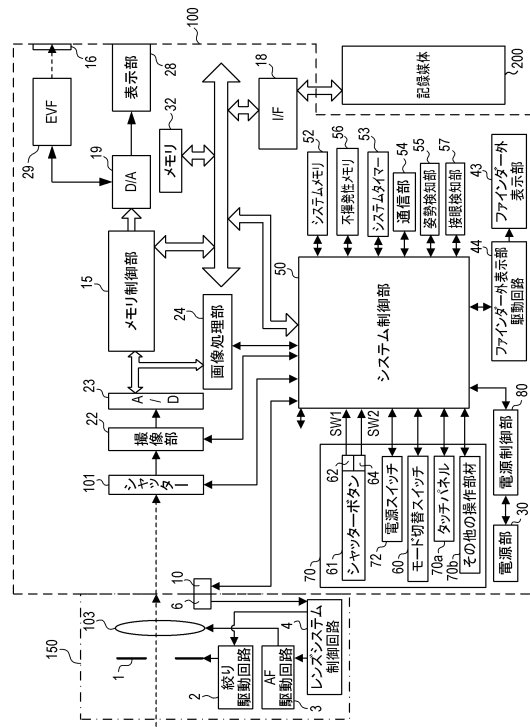 100
16
EVF
29
表示部
28
19
D/A
メモリ
32
I/F
18
記録媒体
200
15
メモリ制御部
24
画像処理部
23
A/D
22
撮像部
101
シャッター
50
システム制御部
システムメモリ
52
不揮発性メモリ
56
システムタイマー
53
通信部
54
姿勢検知部
55
接眼検知部
57
ファインダー外
表示部
43
44
ファインダー外表示部
駆動回路
SW1
SW2
70
61
シャッターボタン
62
64
72
電源スイッチ
60
モード切替スイッチ
70a
タッチパネル
70b
その他の操作部材
80
電源制御部
30
電源部
150
103
1
10
6
2
絞り
駆動回路
3
AF
駆動回路
4
レンズシステム
制御回路